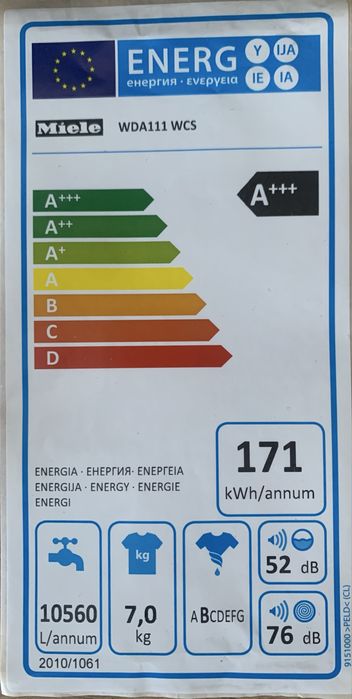 ENERG Y IJA
енергия · ενεργεια IE IA
Miele WDA111 WCS
A+++ A+++
A++
A+
A
B
C
D
171
kWh/annum
ENERGIA · ЕНЕРГИЯ · ΕΝΕΡΓΕΙΑ
ENERGIJA · ENERGY · ENERGIE
ENERGI
kg
52 dB
10560
L/annum
7,0
kg
ABCDEFG
76 dB
2010/1061
9151000 >PELD< (CL)